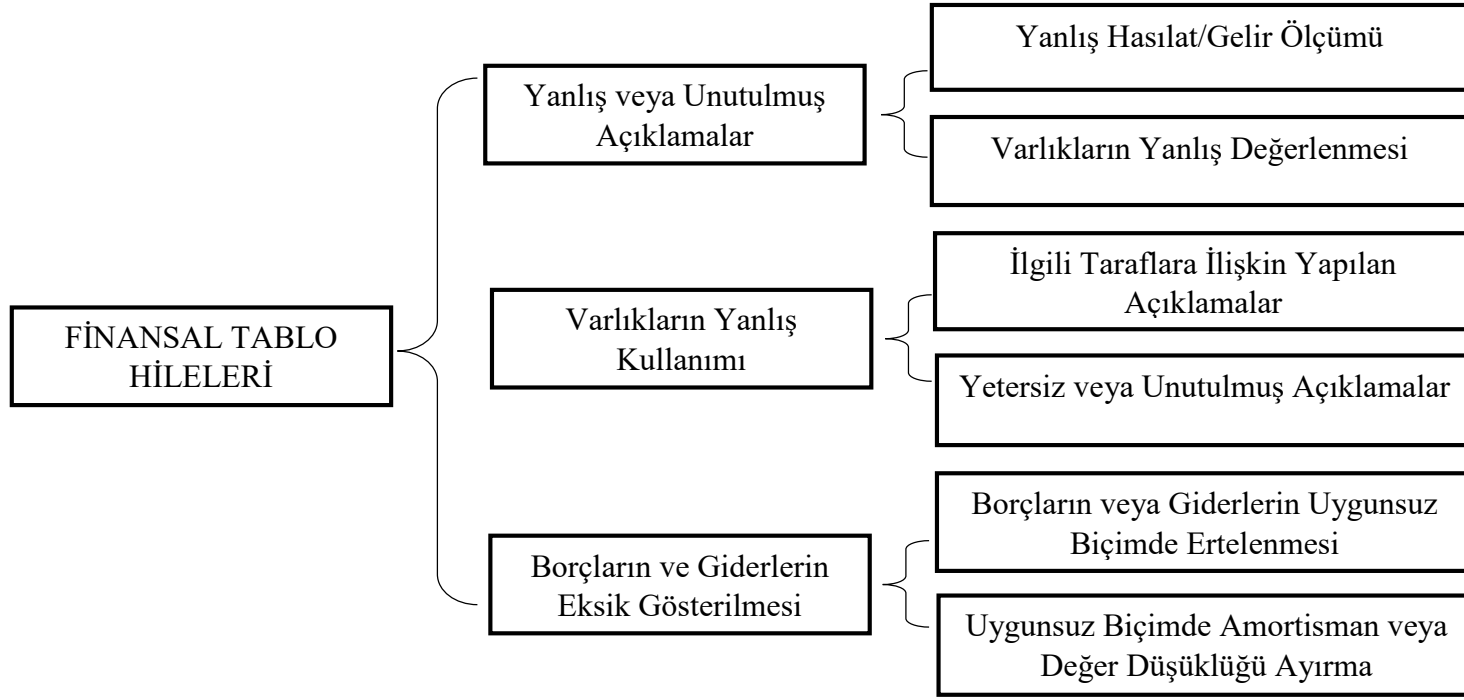 FİNANSAL TABLO
HİLELERİ
Yanlış veya Unutulmuş
Açıklamalar
Yanlış Hasılat/Gelir Ölçümü
Varlıkların Yanlış Değerlenmesi
Varlıkların Yanlış
Kullanımı
İlgili Taraflara İlişkin Yapılan
Açıklamalar
Yetersiz veya Unutulmuş Açıklamalar
Borçların ve Giderlerin
Eksik Gösterilmesi
Borçların veya Giderlerin Uygunsuz
Biçimde Ertelenmesi
Uygunsuz Biçimde Amortisman veya
Değer Düşüklüğü Ayırma